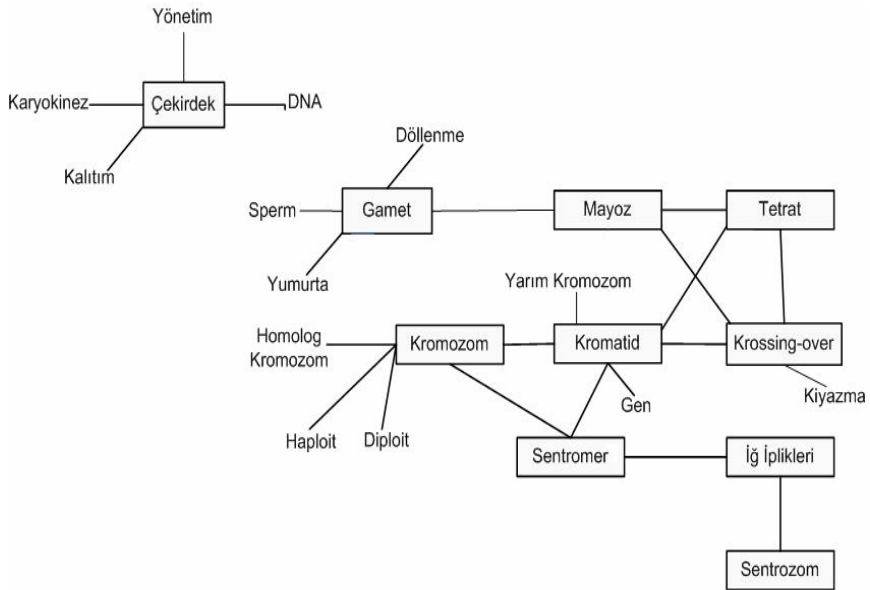 Yönetim
Karyokinez
Çekirdek
DNA
Kalıtım
Döllenme
Sperm
Gamet
Mayoz
Tetrat
Yumurta
Yarım Kromozom
Homolog
Kromozom
Kromozom
Kromatid
Krossing-over
Kiyazma
Gen
Haploit
Diploit
Sentromer
İğ İplikleri
Sentrozom